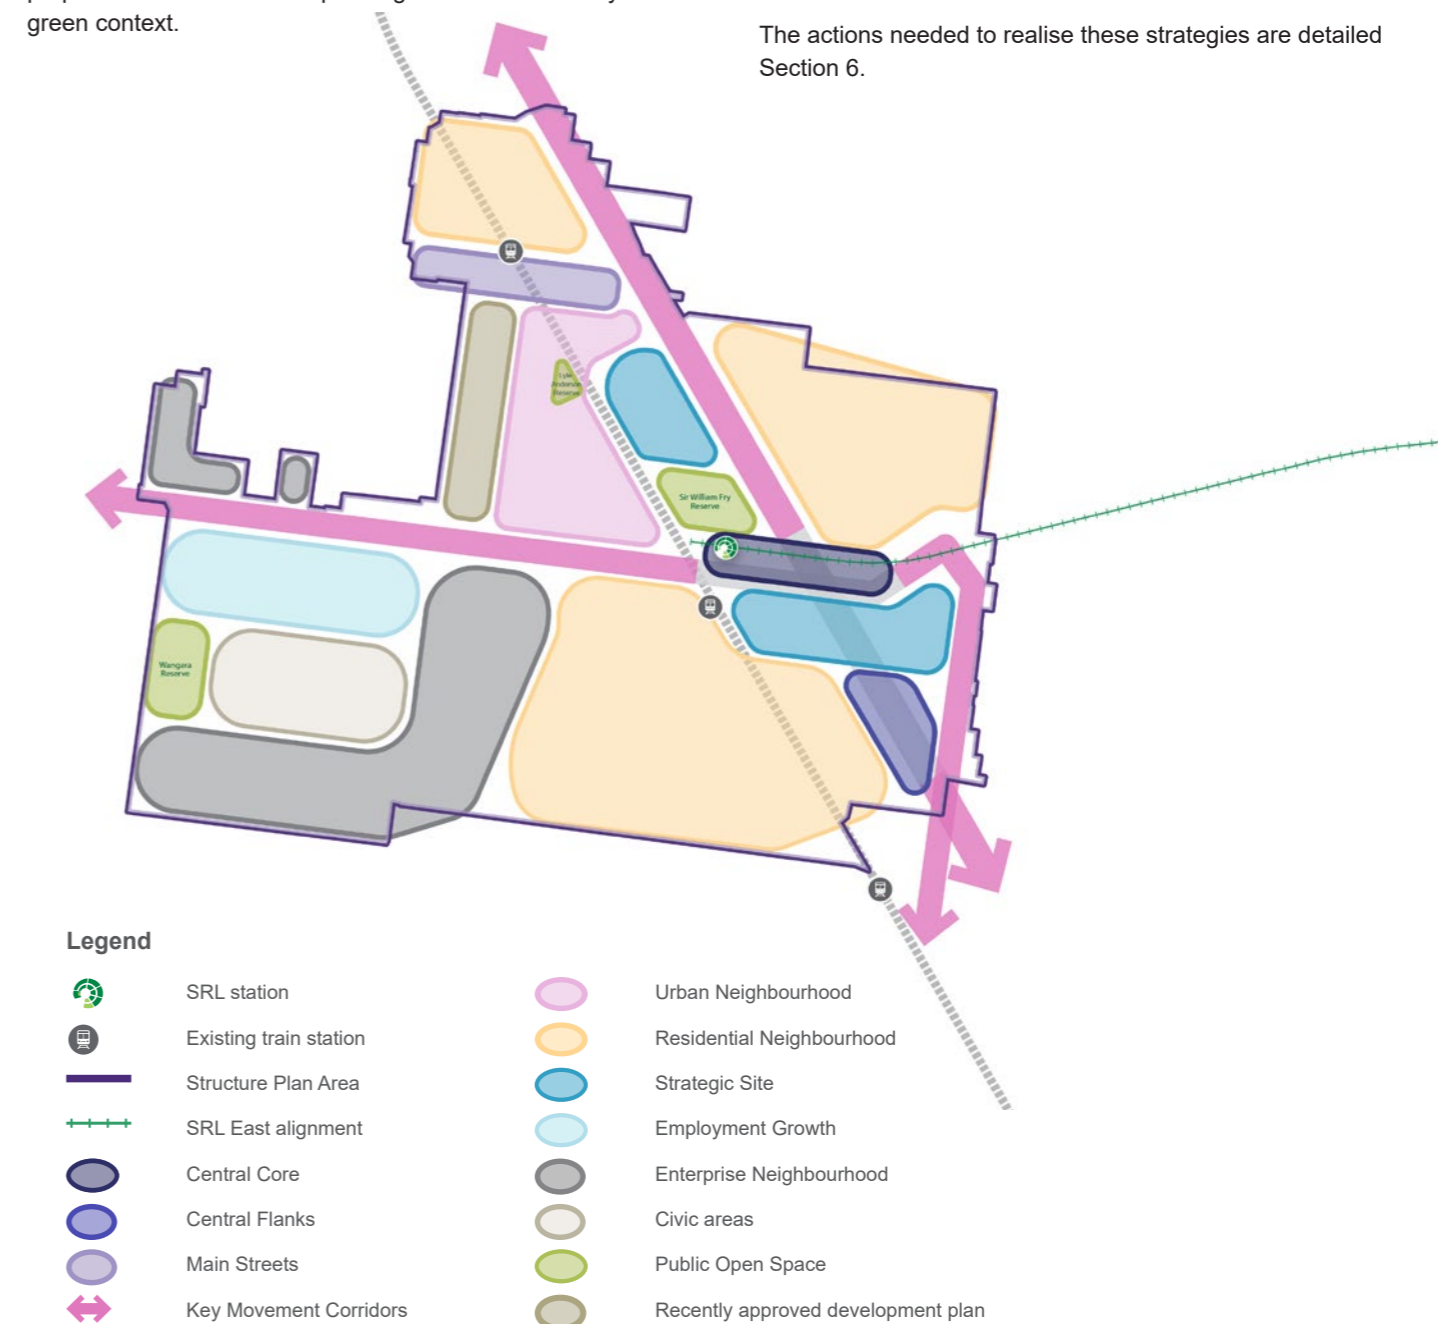 green context.
The actions needed to realise these strategies are detailed
Section 6.
Lyle
Anderson
Reserve
Sir William Fry
Reserve
Wangara
Reserve
Legend
SRL station
Existing train station
Structure Plan Area
SRL East alignment
Central Core
Central Flanks
Main Streets
Key Movement Corridors
Urban Neighbourhood
Residential Neighbourhood
Strategic Site
Employment Growth
Enterprise Neighbourhood
Civic areas
Public Open Space
Recently approved development plan